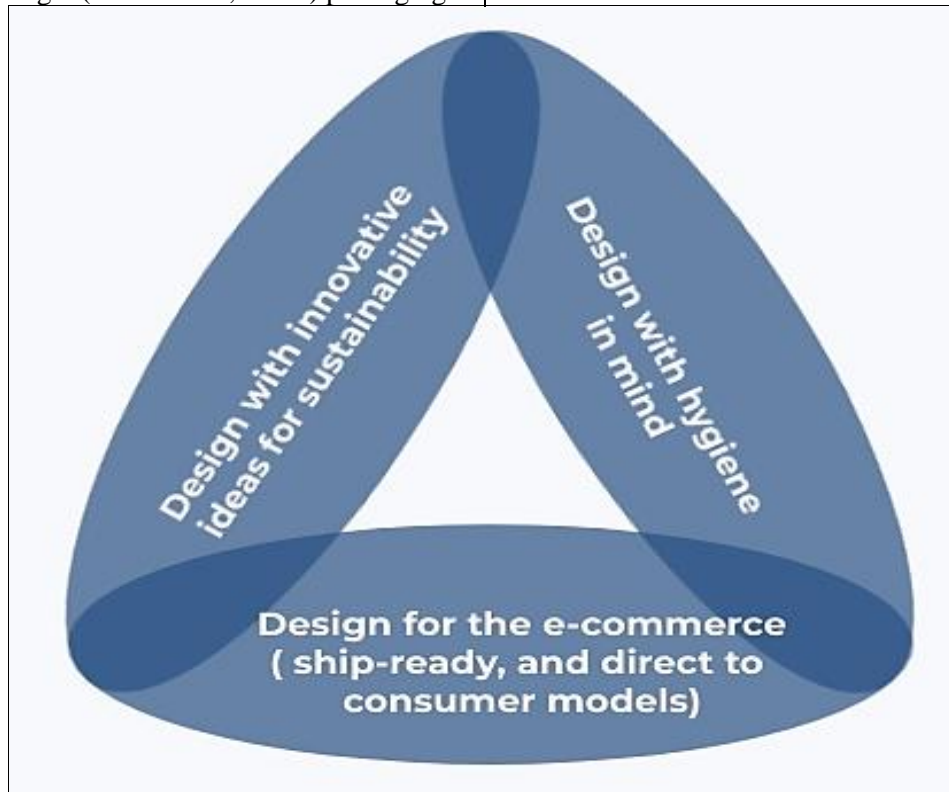 Design with innovative
ideas for sustainability
Design with hygiene
in mind
Design for the e-commerce
( ship-ready, and direct to
consumer models)